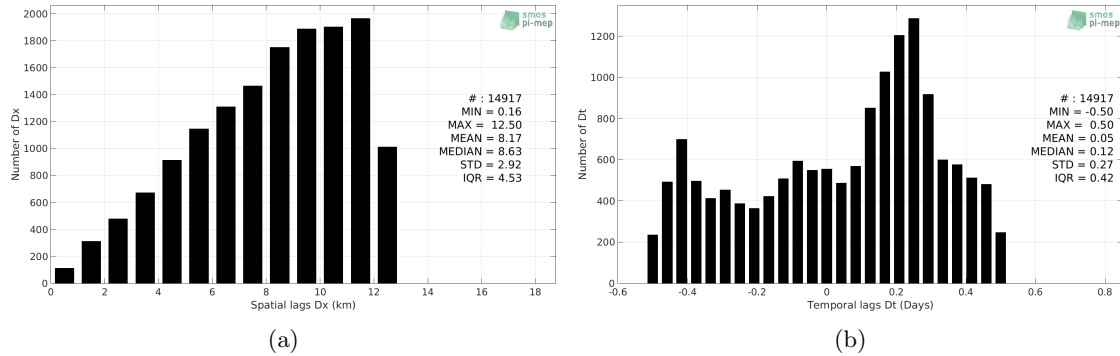 2000
1800
1600
1400
1200
1000
800
600
400
200
0
Number of Dx
smos
pi-mep
# : 14917
MIN = 0.16
MAX = 12.50
MEAN = 8.17
MEDIAN = 8.63
STD = 2.92
IQR = 4.53
0 2 4 6 8 10 12 14 16 18
Spatial lags Dx (km)
(a)
1200
1000
800
600
400
200
0
Number of Dt
smos
pi-mep
# : 14917
MIN = -0.50
MAX = 0.50
MEAN = 0.05
MEDIAN = 0.12
STD = 0.27
IQR = 0.42
-0.6 -0.4 -0.2 0 0.2 0.4 0.6 0.8
Temporal lags Dt (Days)
(b)